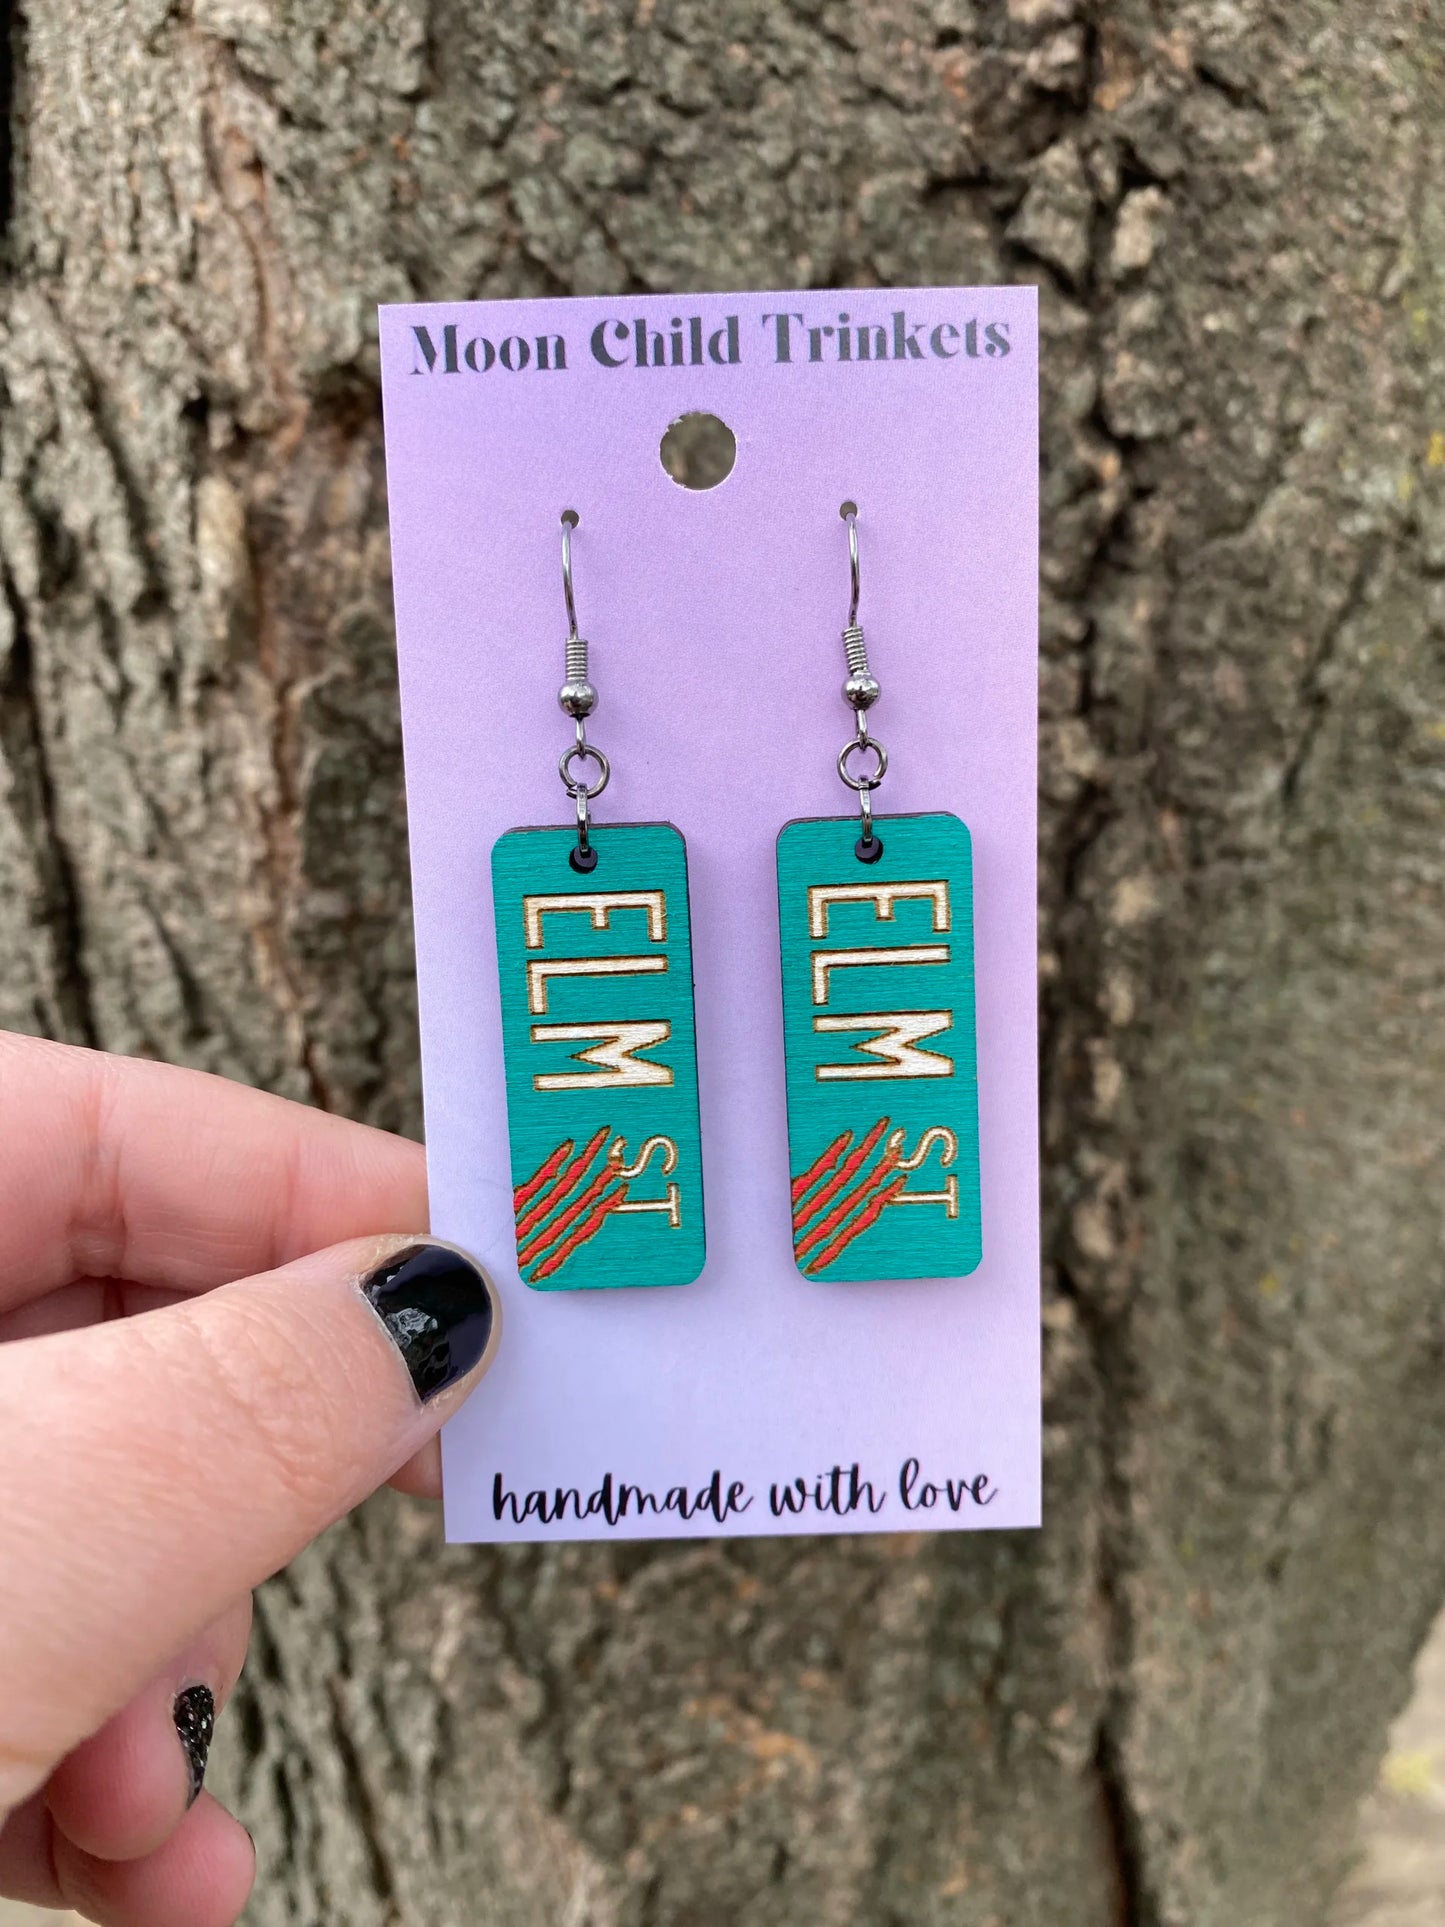 Moon Child Trinkets
ELM ST
ELM ST
handmade with love